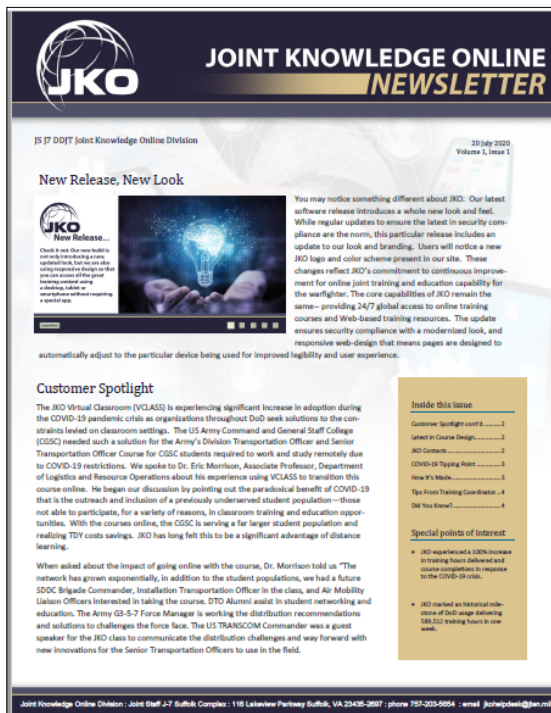 JKO
JOINT KNOWLEDGE ONLINE
NEWSLETTER
JS J7 DDJT Joint Knowledge Online Division
20 July 2020
Volume 1, Issue 1
New Release, New Look
JKO
New Release...
Check it out. Our new build is
not only introducing a new,
updated look, but we are also
using responsive design so that
you can access all the great
training content using
a desktop, tablet or
smartphone without requiring
a special app.
You may notice something different about JKO. Our latest
software release introduces a whole new look and feel.
While regular updates to ensure the latest in security com-
pliance are the norm, this particular release includes an
update to our look and branding. Users will notice a new
JKO logo and color scheme present in our site. These
changes reflect JKO's commitment to continuous improve-
ment for online joint training and education capability for
the warfighter. The core capabilities of JKO remain the
same-- providing 24/7 global access to online training
courses and Web-based training resources. The update
ensures security compliance with a modernized look, and
responsive web-design that means pages are designed to
automatically adjust to the particular device being used for improved legibility and user experience.
Customer Spotlight
The JKO Virtual Classroom (VCLASS) is experiencing significant increase in adoption during
the COVID-19 pandemic crisis as organizations throughout DoD seek solutions to the con-
straints levied on classroom settings. The US Army Command and General Staff College
(CGSC) needed such a solution for the Army's Division Transportation Officer and Senior
Transportation Officer Course for CGSC students required to work and study remotely due
to COVID-19 restrictions. We spoke to Dr. Eric Morrison, Associate Professor, Department
of Logistics and Resource Operations about his experience using VCLASS to transition this
course online. He began our discussion by pointing out the paradoxical benefit of COVID-19
that is the outreach and inclusion of a previously underserved student population—those
not able to participate, for a variety of reasons, in classroom training and education oppor-
tunities. With the courses online, the CGSC is serving a far larger student population and
realizing TDY costs savings. JKO has long felt this to be a significant advantage of distance
learning.
When asked about the impact of going online with the course, Dr. Morrison told us "The
network has grown exponentially, in addition to the student populations, we had a future
SDDC Brigade Commander, Installation Transportation Officer in the class, and Air Mobility
Liaison Officers interested in taking the course. DTO Alumni assist in student networking and
education. The Army G3-5-7 Force Manager is working the distribution recommendations
and solutions to challenges the force face. The US TRANSCOM Commander was a guest
speaker for the JKO class to communicate the distribution challenges and way forward with
new innovations for the Senior Transportation Officers to use in the field.
Inside this issue
Customer Spotlight cont'd ..........2
Latest in Course Design..............2
JKO Contacts ............................2
COVID-19 Tipping Point .............3
How It's Made...........................3
Tips From Training Coordinator ..4
Did You Know?..........................4
Special points of interest
• JKO experienced a 100% increase
in training hours delivered and
course completions in response
to the COVID-19 crisis.
• JKO marked an historical mile-
stone of DoD usage delivering
589,512 training hours in one
week.
Joint Knowledge Online Division : Joint Staff J-7 Suffolk Complex : 116 Lakeview Parkway Suffolk, VA 23435-2697 : phone 757-203-5654 : email jkohelpdesk@jten.mil